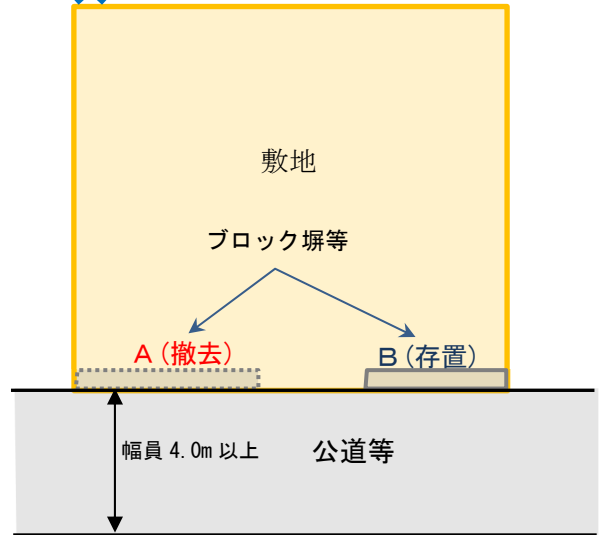 敷地
ブロック塀等
A(撤去)
B(存置)
幅員 4.0m 以上
公道等